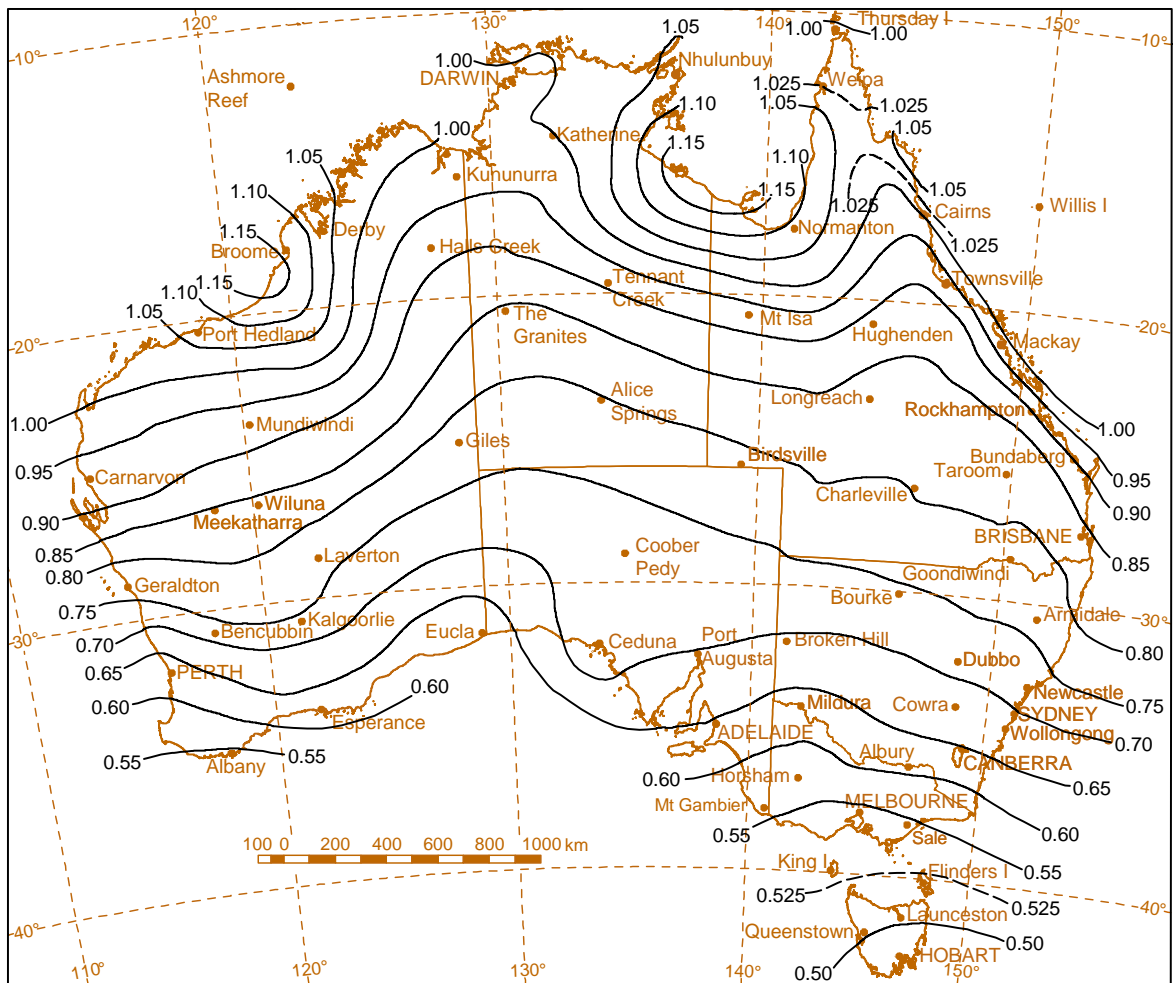 120°
130°
140°
150°
-10°
-10°
Thursday I
1.00
1.00
1.05
1.00
Nhulunbuy
DARWIN
Ashmore
Reef
Weipa
1.025
1.025
1.05
1.10
1.05
1.00
Katherine
1.15
1.10
1.05
Kununurra
1.10
1.15
1.15
1.05
1.025
Cairns
Willis I
Derby
Broome
Normanton
1.025
Halls Creek
1.15
1.10
1.05
Tennant
Creek
Townsville
Port Hedland
The
Granites
Mt Isa
Hughenden
Mackay
-20°
-20°
Alice
Springs
Longreach
Rockhampton
1.00
Mundiwindi
Giles
1.00
0.95
Birdsville
Bundaberg
Taroom
0.95
Carnarvon
Charleville
0.90
Wiluna
Meekatharra
0.90
0.85
Laverton
Coober
Pedy
BRISBANE
0.85
0.80
Geraldton
Goondiwindi
0.75
Bourke
Armidale
-30°
-30°
Kalgoorlie
Bencubbin
0.70
Eucla
Ceduna
Port
Augusta
Broken Hill
0.80
0.65
PERTH
Dubbo
Newcastle
0.75
0.60
0.60
Esperance
Mildura
Cowra
SYDNEY
Wollongong
0.70
ADELAIDE
0.55
0.55
Albany
Albury
CANBERRA
0.60
Horsham
0.65
Mt Gambier
MELBOURNE
0.55
Sale
0.60
100 0 200 400 600 800 1000 km
King I
Flinders I
0.55
0.525
0.525
Launceston
Queenstown
0.50
HOBART
0.50
-40°
-40°
110°
120°
130°
140°
150°